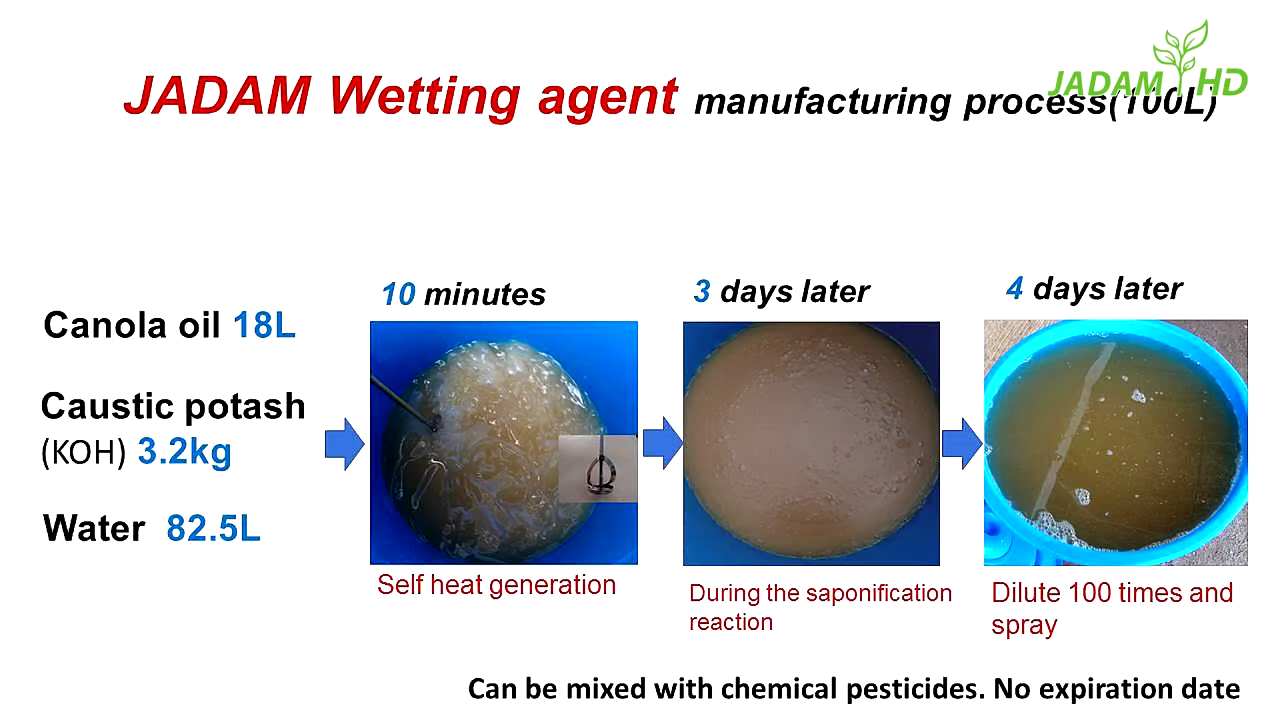 JADAM Wetting agent manufacturing process(100L)
JADAM HD
Canola oil 18L
Caustic potash
(KOH) 3.2kg
Water 82.5L
10 minutes
Self heat generation
3 days later
During the saponification
reaction
4 days later
Dilute 100 times and
spray
Can be mixed with chemical pesticides. No expiration date